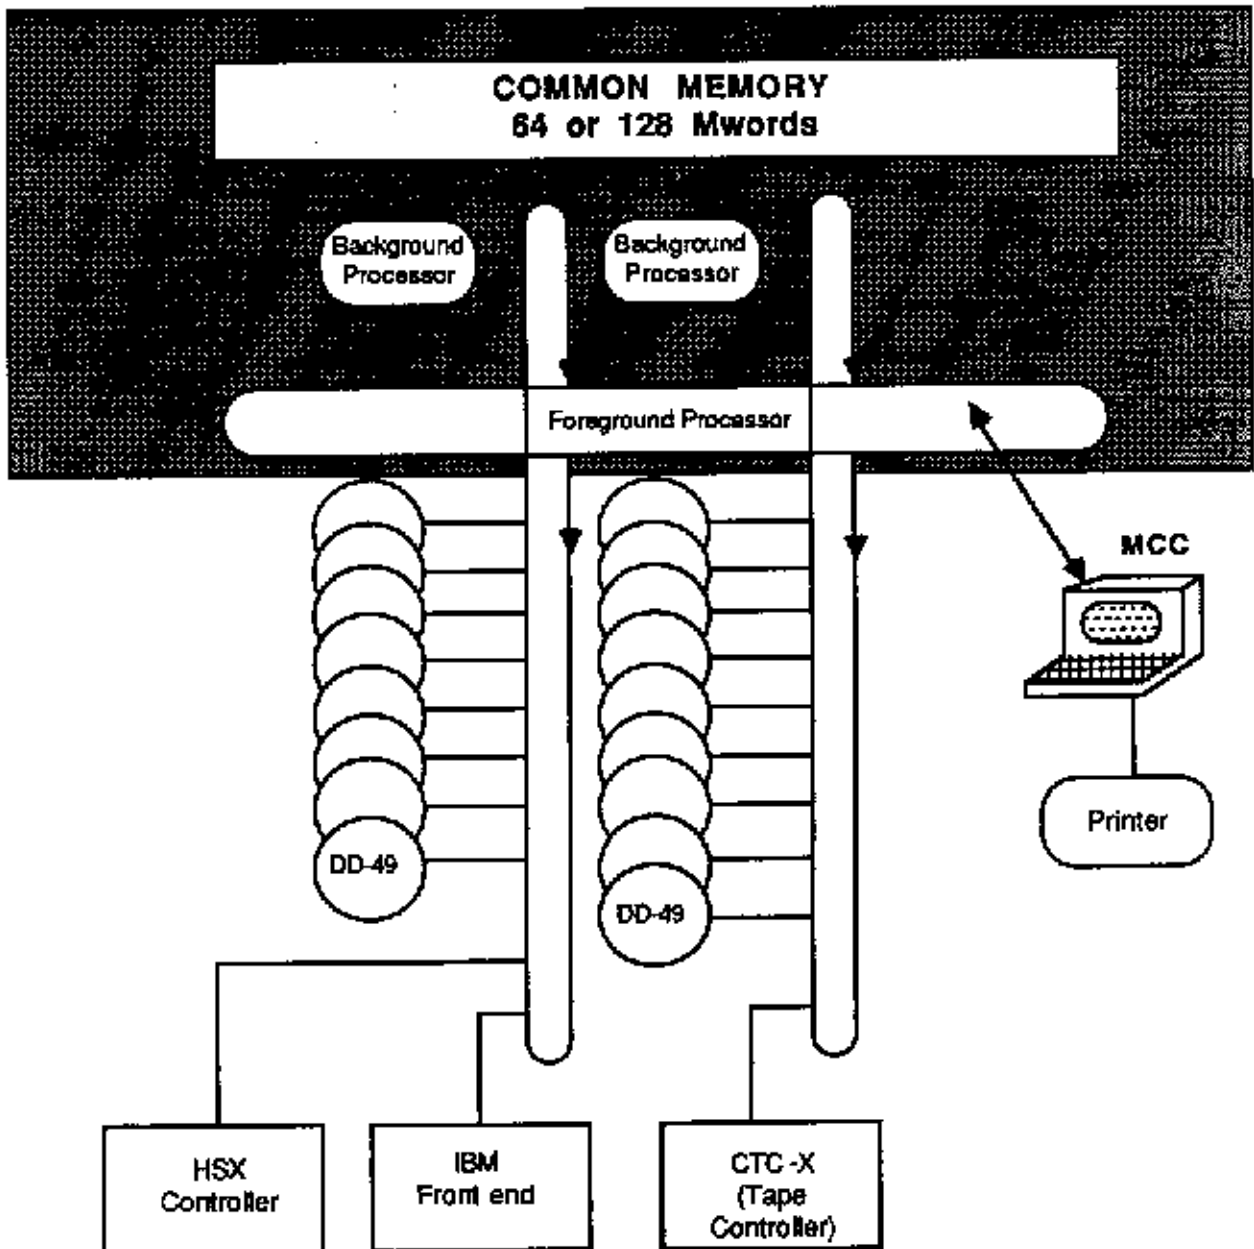 COMMON MEMORY
64 or 128 Mwords
Background
Processor
Background
Processor
Foreground Processor
MCC
Printer
DD-49
DD-49
HSX
Controller
IBM
Front end
CTC-X
(Tape
Controller)